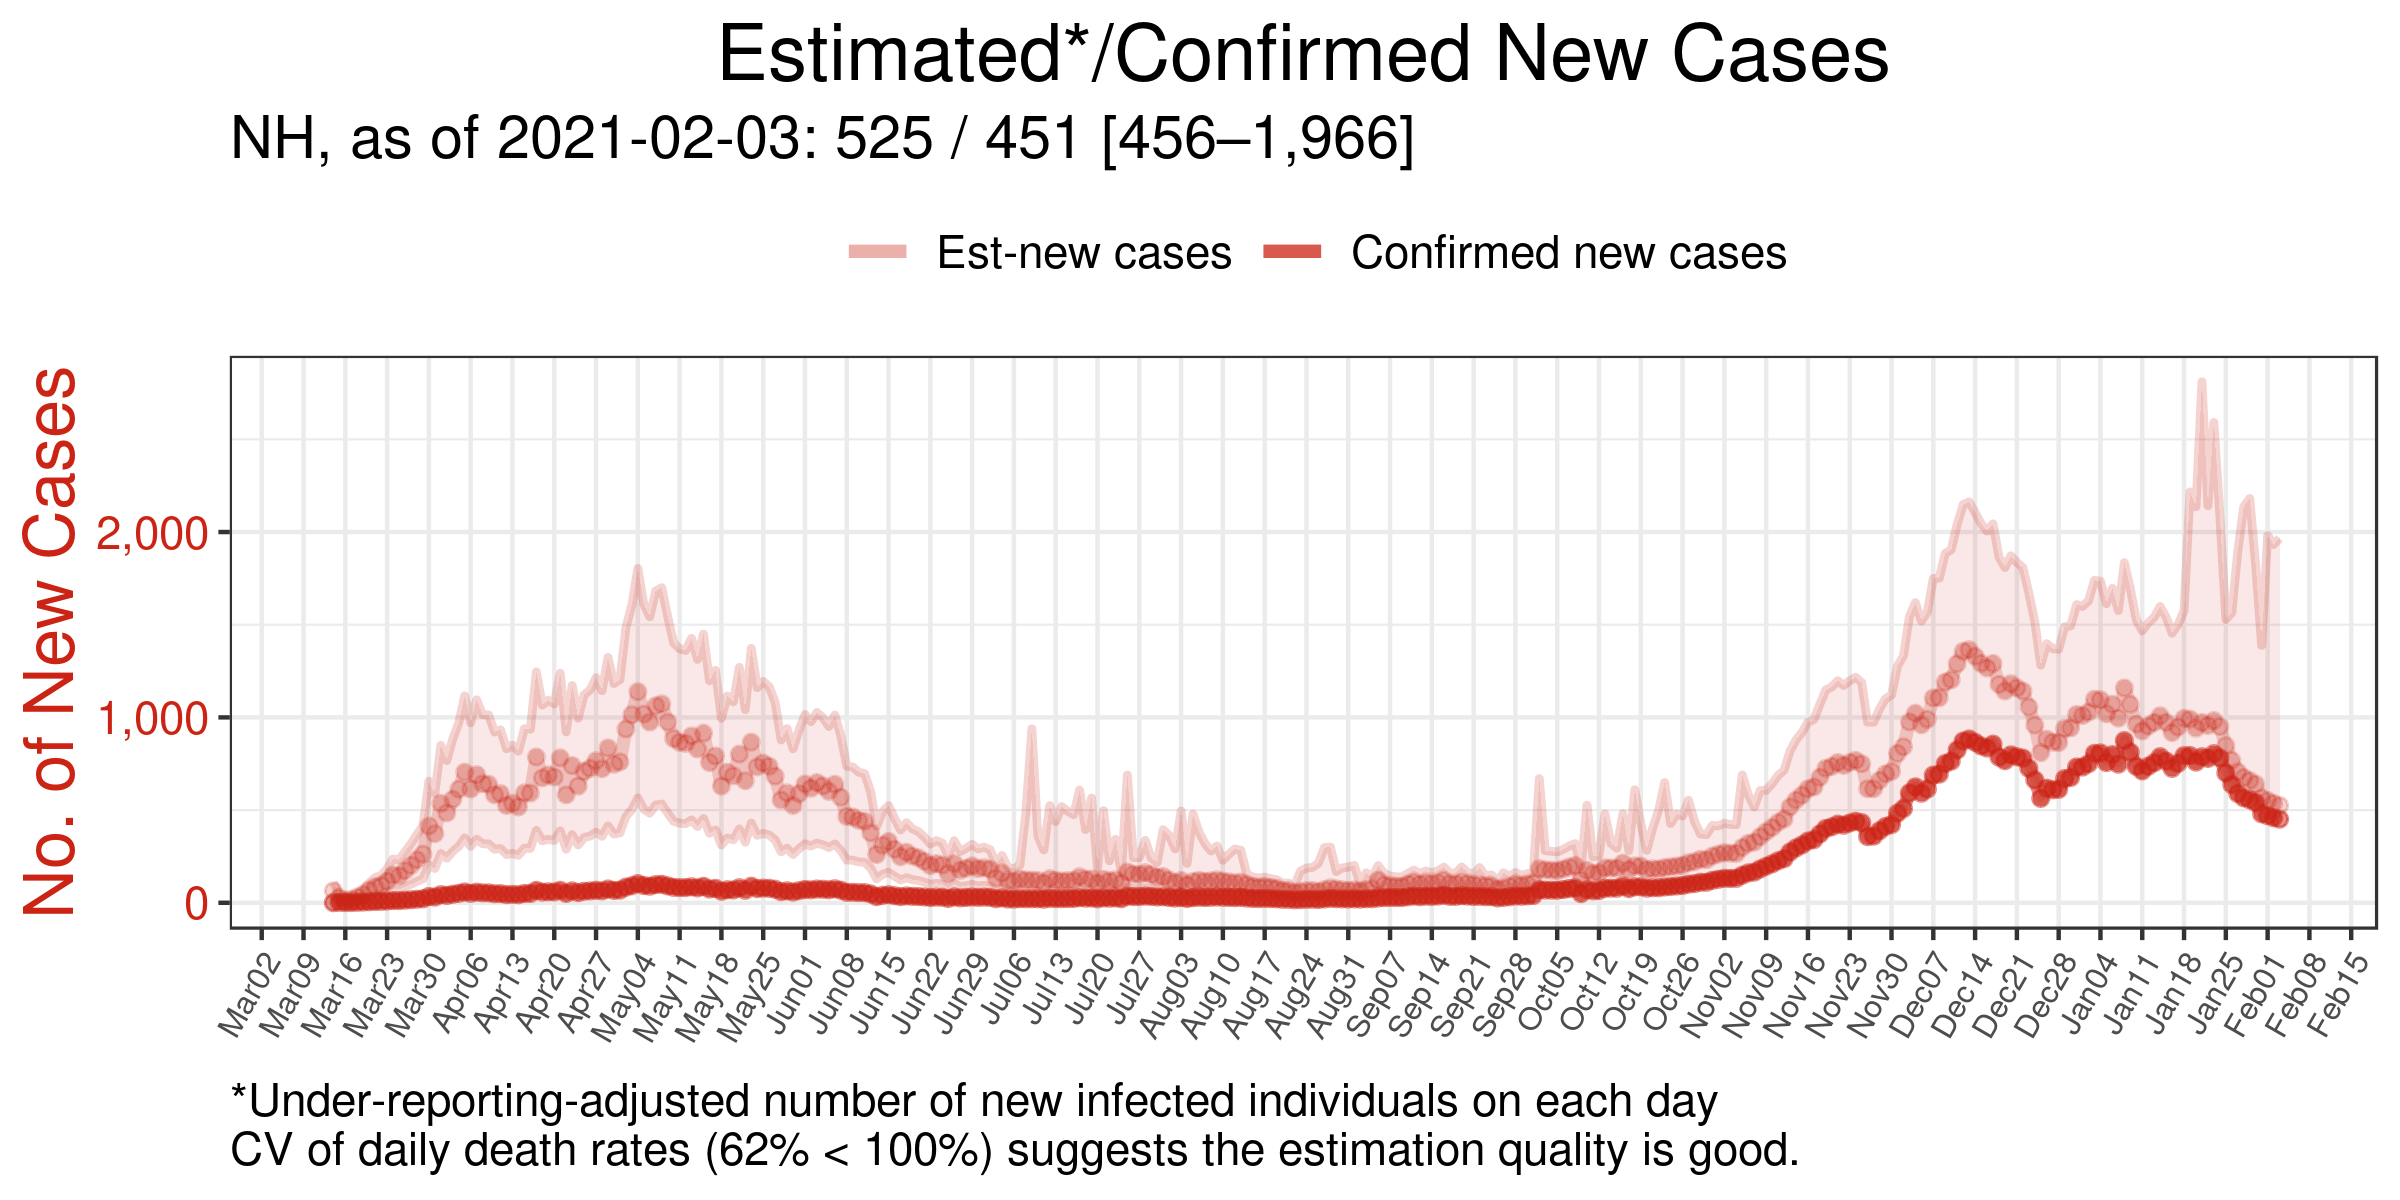 Estimated*/Confirmed New Cases
NH, as of 2021-02-03: 525 / 451 [456–1,966]
Est-new cases Confirmed new cases
No. of New Cases
2,000
1,000
0
Mar02 Mar09 Mar16 Mar23 Mar30 Apr06 Apr13 Apr20 Apr27 May04 May11 May18 May25 Jun01 Jun08 Jun15 Jun22 Jun29 Jul06 Jul13 Jul20 Jul27 Aug03 Aug10 Aug17 Aug24 Aug31 Sep07 Sep14 Sep21 Sep28 Oct05 Oct12 Oct19 Oct26 Nov02 Nov09 Nov16 Nov23 Nov30 Dec07 Dec14 Dec21 Dec28 Jan04 Jan11 Jan18 Jan25 Feb01 Feb08 Feb15
*Under-reporting-adjusted number of new infected individuals on each day
CV of daily death rates (62% < 100%) suggests the estimation quality is good.